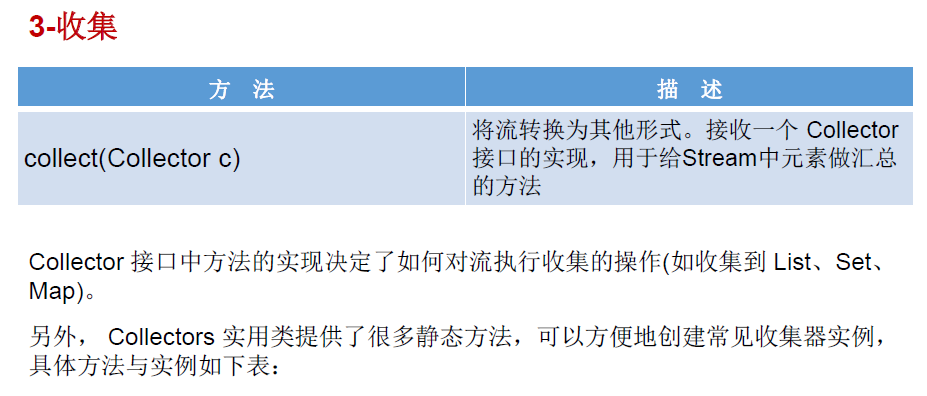 3-收集
方 法
描 述
collect(Collector c)
将流转换为其他形式。接收一个 Collector
接口的实现，用于给Stream中元素做汇总
的方法
Collector 接口中方法的实现决定了如何对流执行收集的操作(如收集到 List、Set、
Map)。
另外， Collectors 实用类提供了很多静态方法，可以方便地创建常见收集器实例，
具体方法与实例如下表：